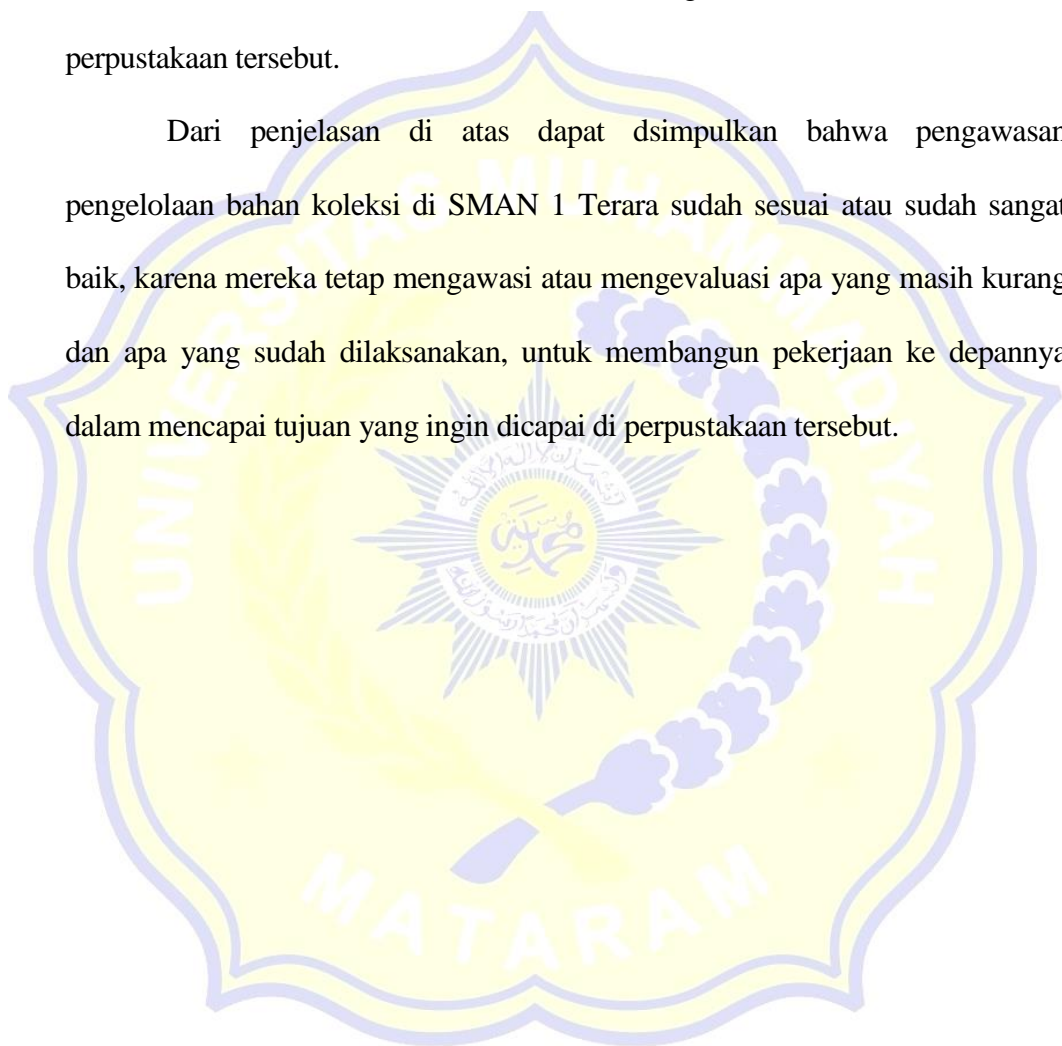 perpustakaan tersebut.
Dari penjelasan di atas dapat dsimpulkan bahwa pengawasan
pengelolaan bahan koleksi di SMAN 1 Terara sudah sesuai atau sudah sangat
baik, karena mereka tetap mengawasi atau mengevaluasi apa yang masih kurang
dan apa yang sudah dilaksanakan, untuk membangun pekerjaan ke depannya
dalam mencapai tujuan yang ingin dicapai di perpustakaan tersebut.
UNIVERSITAS MUHAMMADIYAH
MATARAM